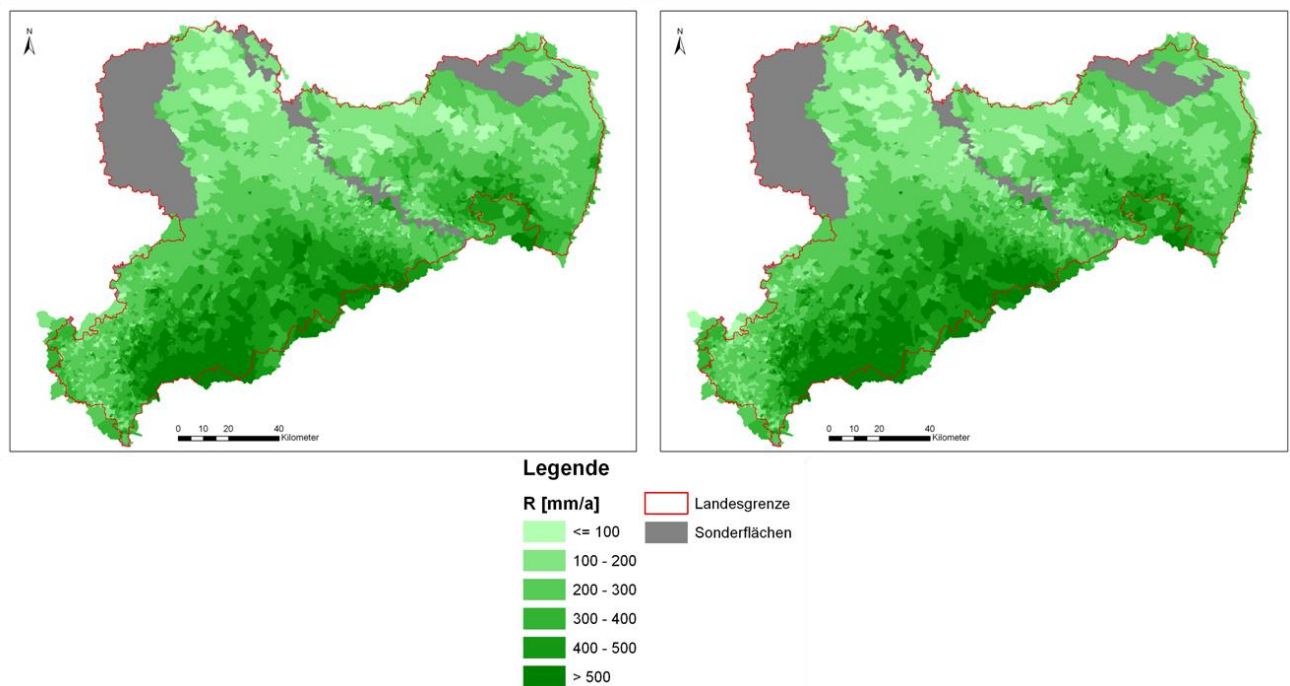 N
0 10 20 40
Kilometer
N
0 10 20 40
Kilometer
Legende
R [mm/a]
<= 100
100 - 200
200 - 300
300 - 400
400 - 500
> 500
Landesgrenze
Sonderflächen